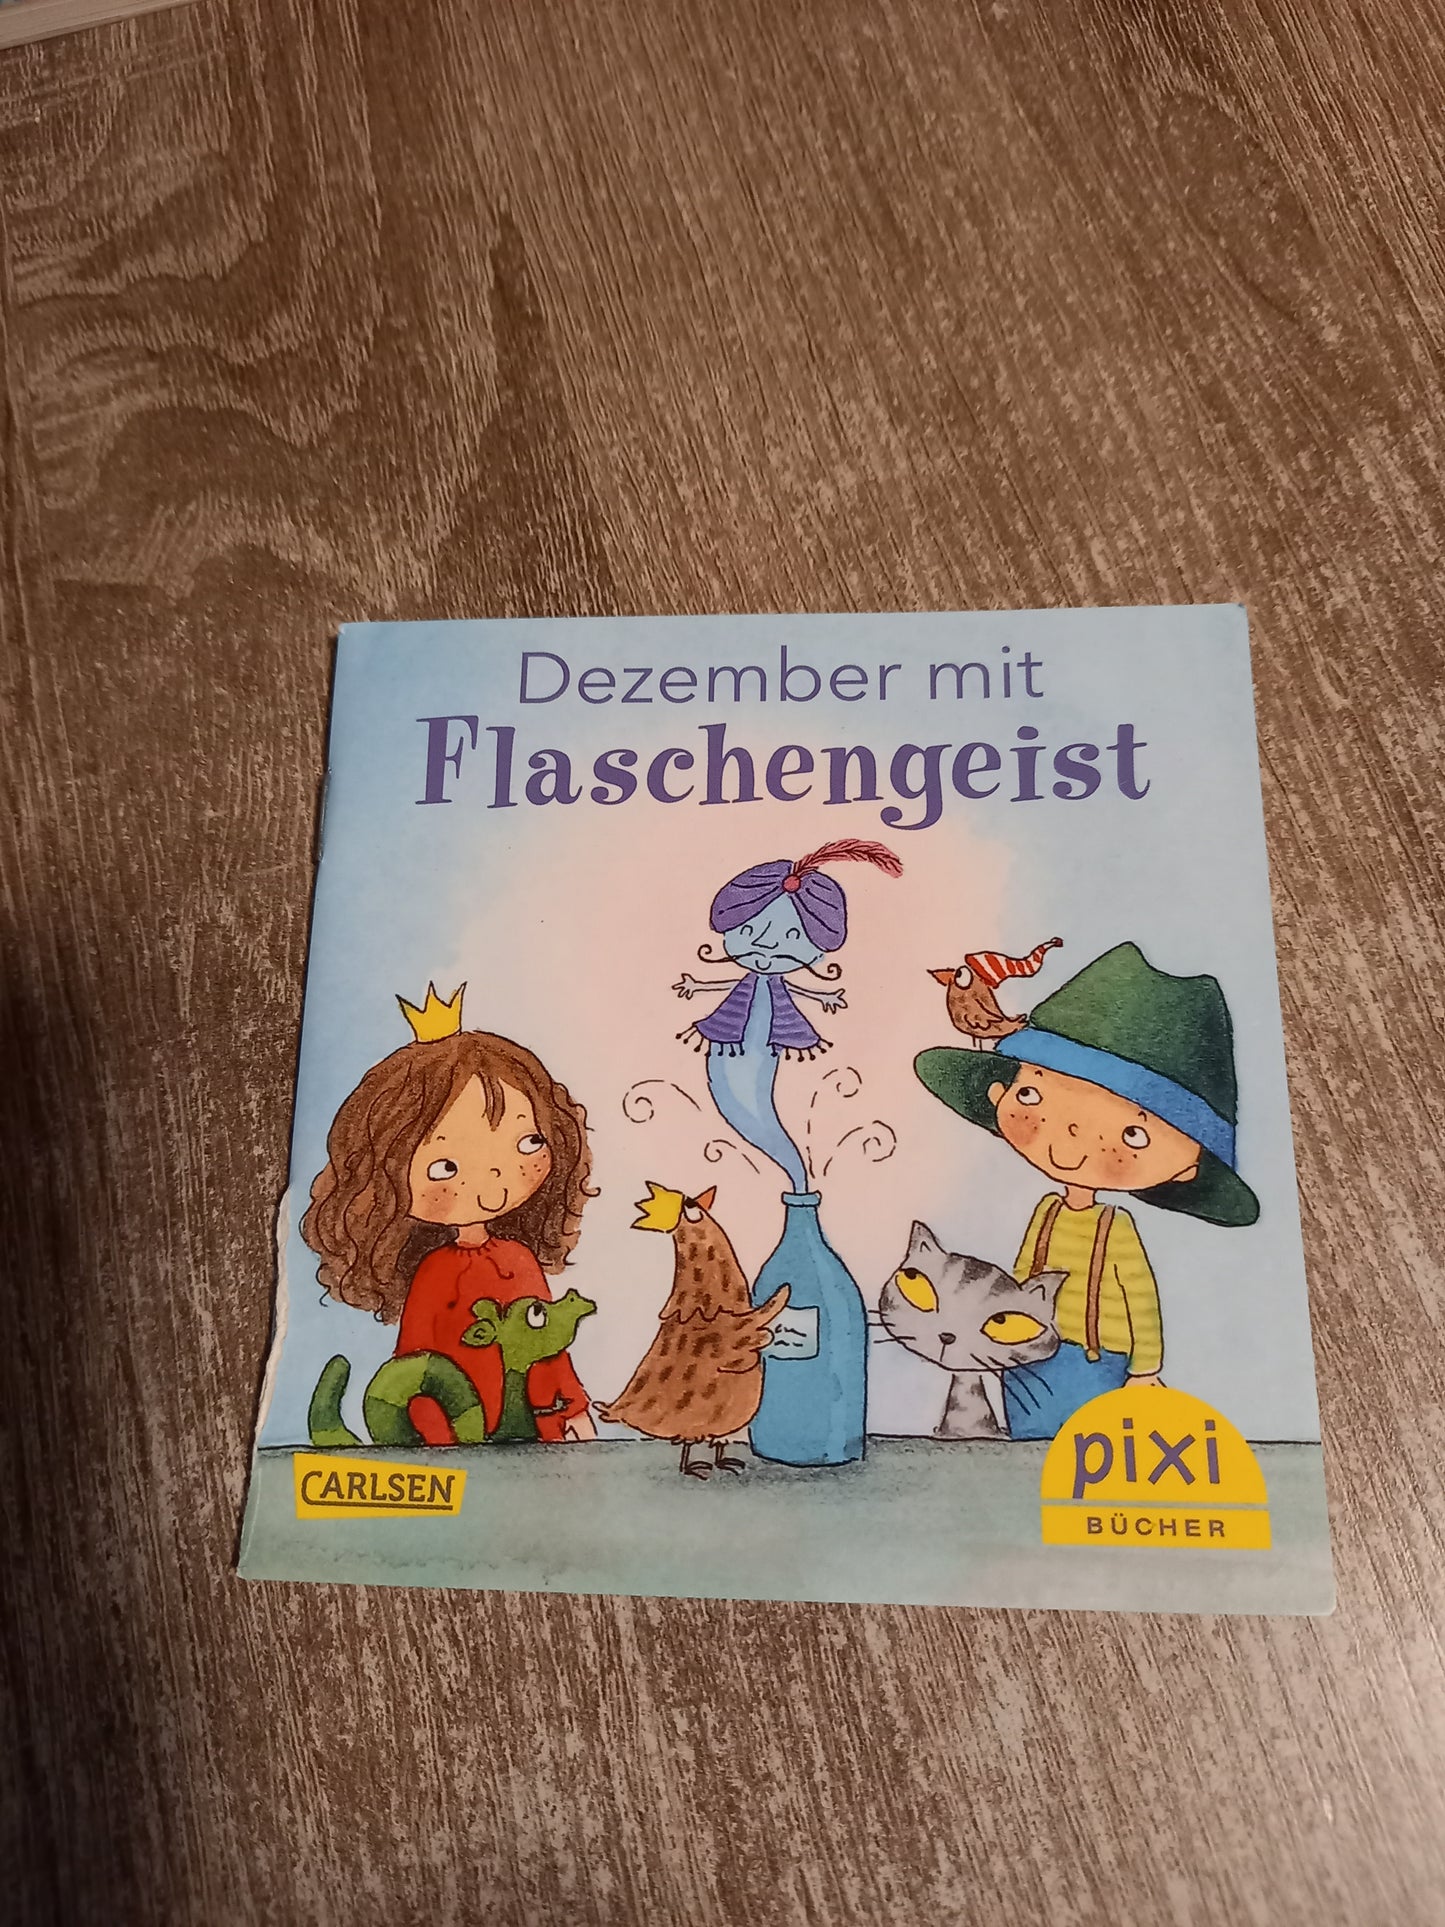 Dezember mit
Flaschengeist
CARLSEN
pixi
BÜCHER